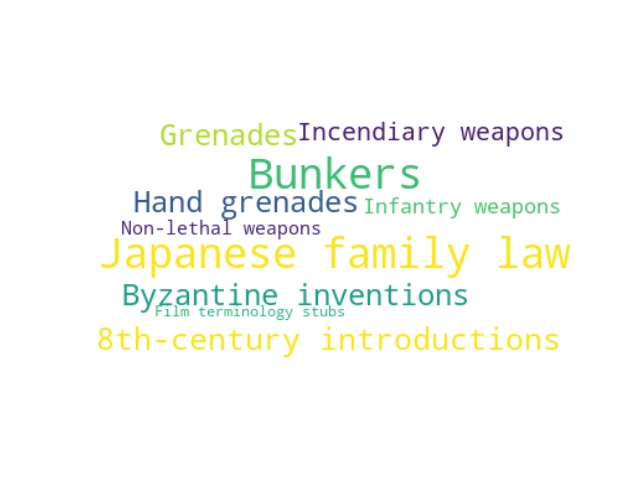 Grenades
Incendiary weapons
Bunkers
Hand grenades
Infantry weapons
Non-lethal weapons
Japanese family law
Byzantine inventions
Film terminology stubs
8th-century introductions